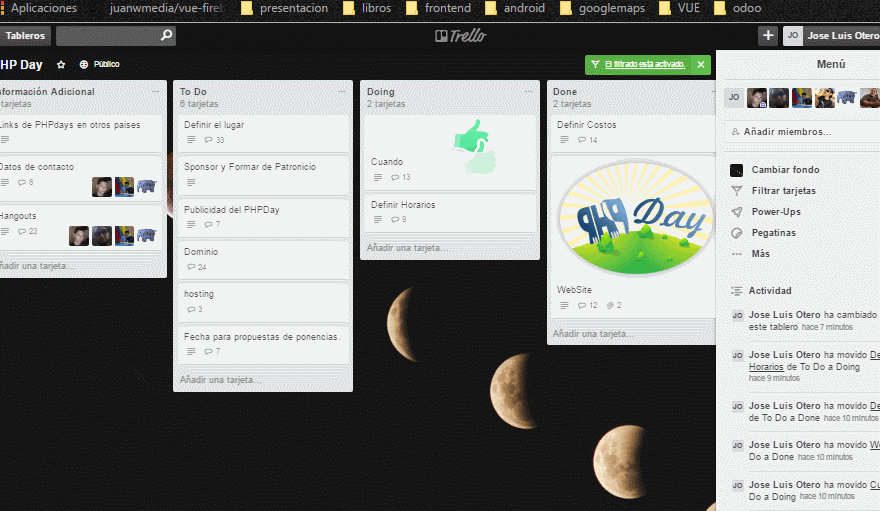 Aplicaciones juanwmedia/vue-fireb presentacion libros frontend android googlemaps VUE odoo
Tableros Trello + JO Jose Luis Otero
HP Day Público El filtrado está activado. × Menú
nformación Adicional ...
tarjetas
Links de PHPdays en otros paises
Datos de contacto
8
Hangouts
23
ñadir una tarjeta...
To Do ...
6 tarjetas
Definir el lugar
33
Sponsor y Formar de Patronicio
Publicidad del PHPDay
7
Dominio
24
hosting
3
Fecha para propuestas de ponencias.
7
Añadir una tarjeta...
Doing ...
2 tarjetas
Cuando
13
Definir Horarios
9
Añadir una tarjeta...
Done
2 tarjetas
Definir Costos
14
PHP Day
WebSite
12 2
Añadir una tarjeta...
JO
Añadir miembros...
Cambiar fondo
Filtrar tarjetas
Power-Ups
Pegatinas
Más
Actividad
JO Jose Luis Otero ha cambiado
este tablero hace 7 minutos
JO Jose Luis Otero ha movido De
Horarios de To Do a Doing
hace 9 minutos
JO Jose Luis Otero ha movido De
de To Do a Done hace 10 minutos
JO Jose Luis Otero ha movido We
Do a Done hace 10 minutos
JO Jose Luis Otero ha movido Cu
Do a Doing hace 10 minutos